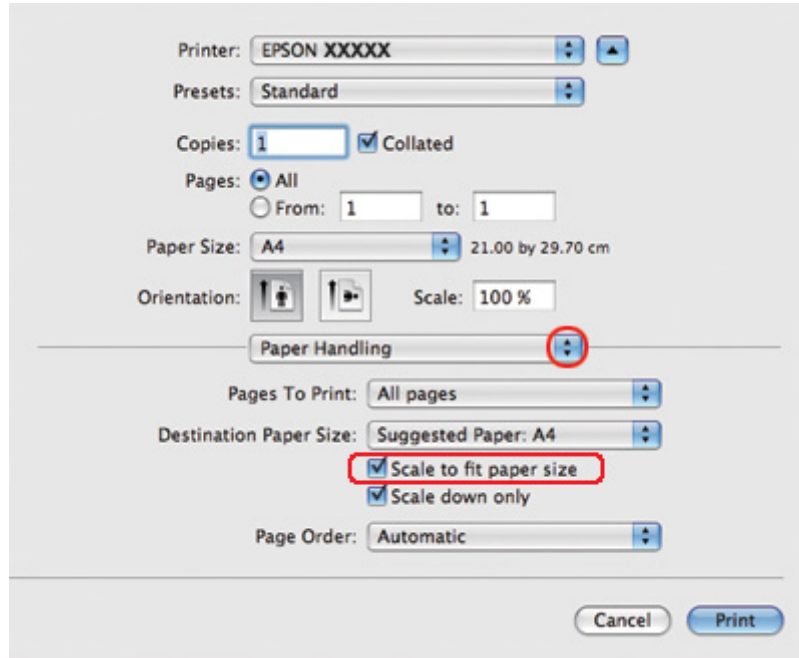 Printer: EPSON XXXXX
Presets: Standard
Copies: 1 Collated
Pages: All
From: 1 to: 1
Paper Size: A4 21.00 by 29.70 cm
Orientation: Scale: 100 %
Paper Handling
Pages To Print: All pages
Destination Paper Size: Suggested Paper: A4
Scale to fit paper size
Scale down only
Page Order: Automatic
Cancel Print